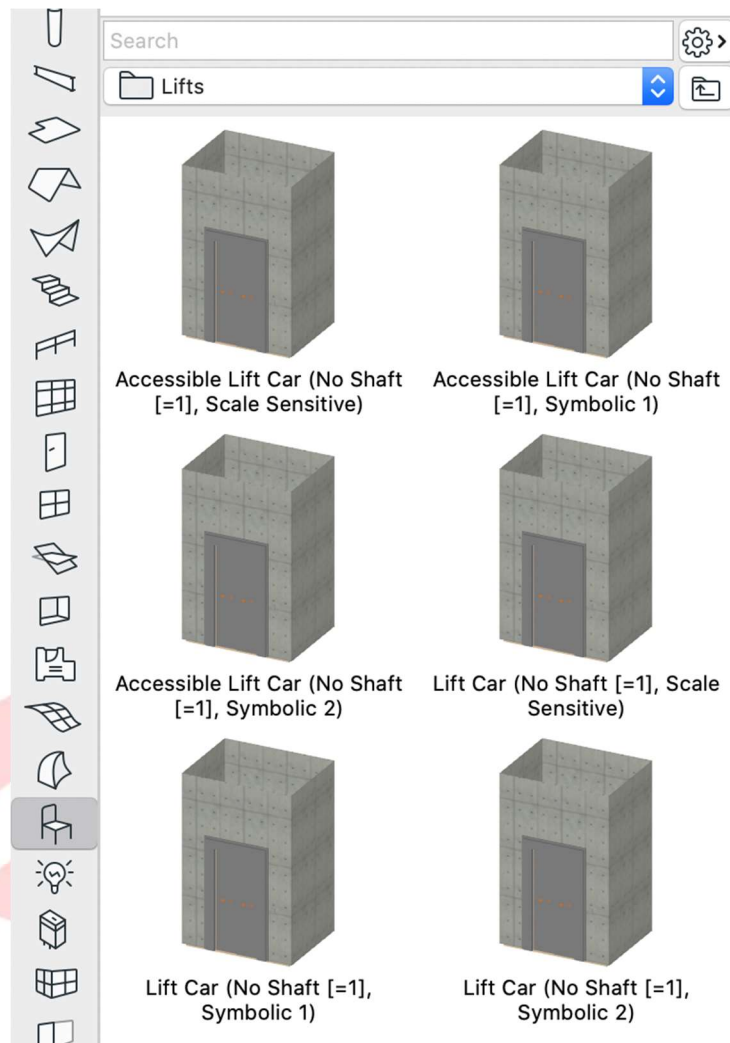 Search
Lifts
Accessible Lift Car (No Shaft
[=1], Scale Sensitive)
Accessible Lift Car (No Shaft
[=1], Symbolic 1)
Accessible Lift Car (No Shaft
[=1], Symbolic 2)
Lift Car (No Shaft [=1], Scale
Sensitive)
Lift Car (No Shaft [=1],
Symbolic 1)
Lift Car (No Shaft [=1],
Symbolic 2)